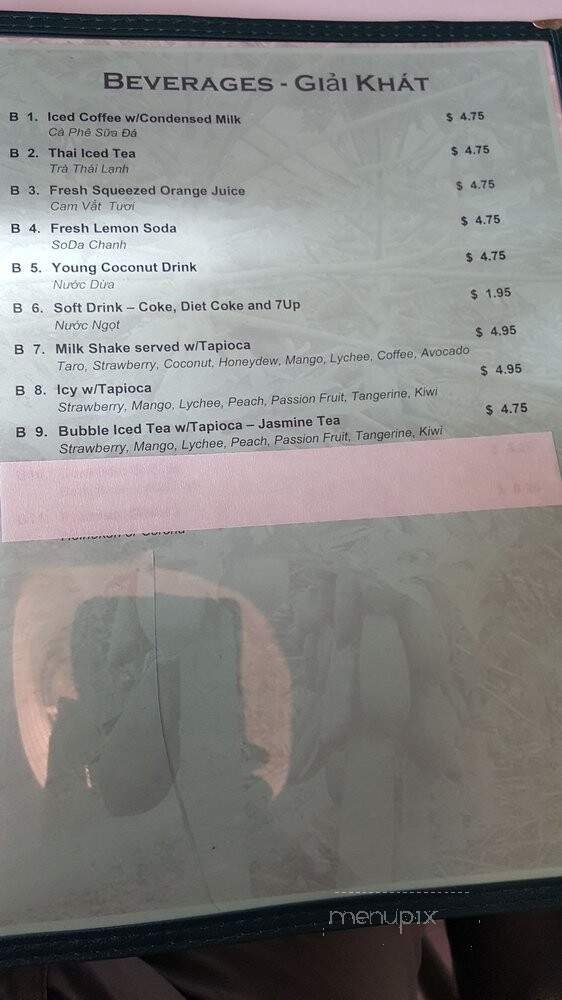 BEVERAGES - GIẢI KHÁT
B 1. Iced Coffee w/Condensed Milk $ 4.75
Cà Phê Sữa Đá
B 2. Thai Iced Tea $ 4.75
Trà Thái Lạnh
B 3. Fresh Squeezed Orange Juice $ 4.75
Cam Vắt Tươi
B 4. Fresh Lemon Soda $ 4.75
SoDa Chanh
B 5. Young Coconut Drink $ 4.75
Nước Dừa
B 6. Soft Drink – Coke, Diet Coke and 7Up $ 1.95
Nước Ngọt
B 7. Milk Shake served w/Tapioca $ 4.95
Taro, Strawberry, Coconut, Honeydew, Mango, Lychee, Coffee, Avocado
B 8. Icy w/Tapioca $ 4.95
Strawberry, Mango, Lychee, Peach, Passion Fruit, Tangerine, Kiwi
B 9. Bubble Iced Tea w/Tapioca – Jasmine Tea $ 4.75
Strawberry, Mango, Lychee, Peach, Passion Fruit, Tangerine, Kiwi
Heineken or Corona
menupix